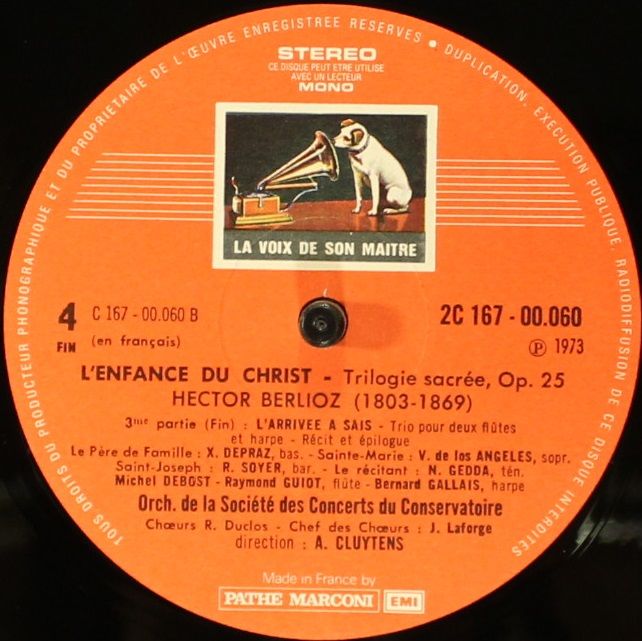 TOUS DROITS DU PRODUCTEUR PHONOGRAPHIQUE ET DU PROPRIETAIRE DE L'ŒUVRE ENREGISTREE RESERVES • DUPLICATION, EXECUTION PUBLIQUE, RADIODIFFUSION DE CE DISQUE INTERDITES
STEREO
CE DISQUE PEUT ETRE UTILISE
AVEC UN LECTEUR
MONO
LA VOIX DE SON MAITRE
4 C 167 - 00.060 B 2C 167 - 00.060
FIN (en français) ℗ 1973
L'ENFANCE DU CHRIST - Trilogie sacrée, Op. 25
HECTOR BERLIOZ (1803-1869)
3me partie (Fin) : L'ARRIVEE A SAIS - Trio pour deux flûtes
et harpe - Récit et épilogue
Le Père de Famille : X. DEPRAZ, bas. - Sainte-Marie : V. de los ANGELES, sopr.
Saint-Joseph : R. SOYER, bar. - Le récitant : N. GEDDA, tén.
Michel DEBOST - Raymond GUIOT, flûte - Bernard GALLAIS, harpe
Orch. de la Société des Concerts du Conservatoire
Chœurs R. Duclos - Chef des Chœurs : J. Laforge
direction : A. CLUYTENS
Made in France by
PATHE MARCONI EMI